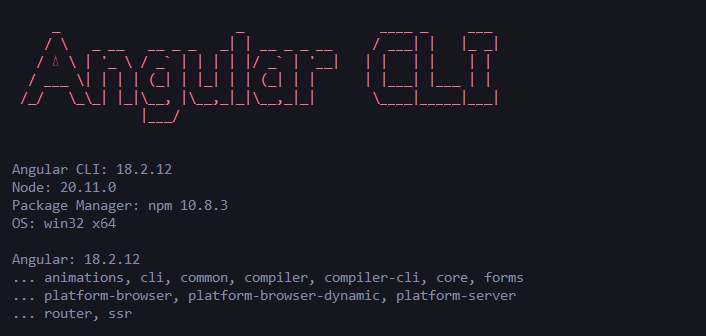 Angular CLI
Angular CLI: 18.2.12
Node: 20.11.0
Package Manager: npm 10.8.3
OS: win32 x64
Angular: 18.2.12
... animations, cli, common, compiler, compiler-cli, core, forms
... platform-browser, platform-browser-dynamic, platform-server
... router, ssr